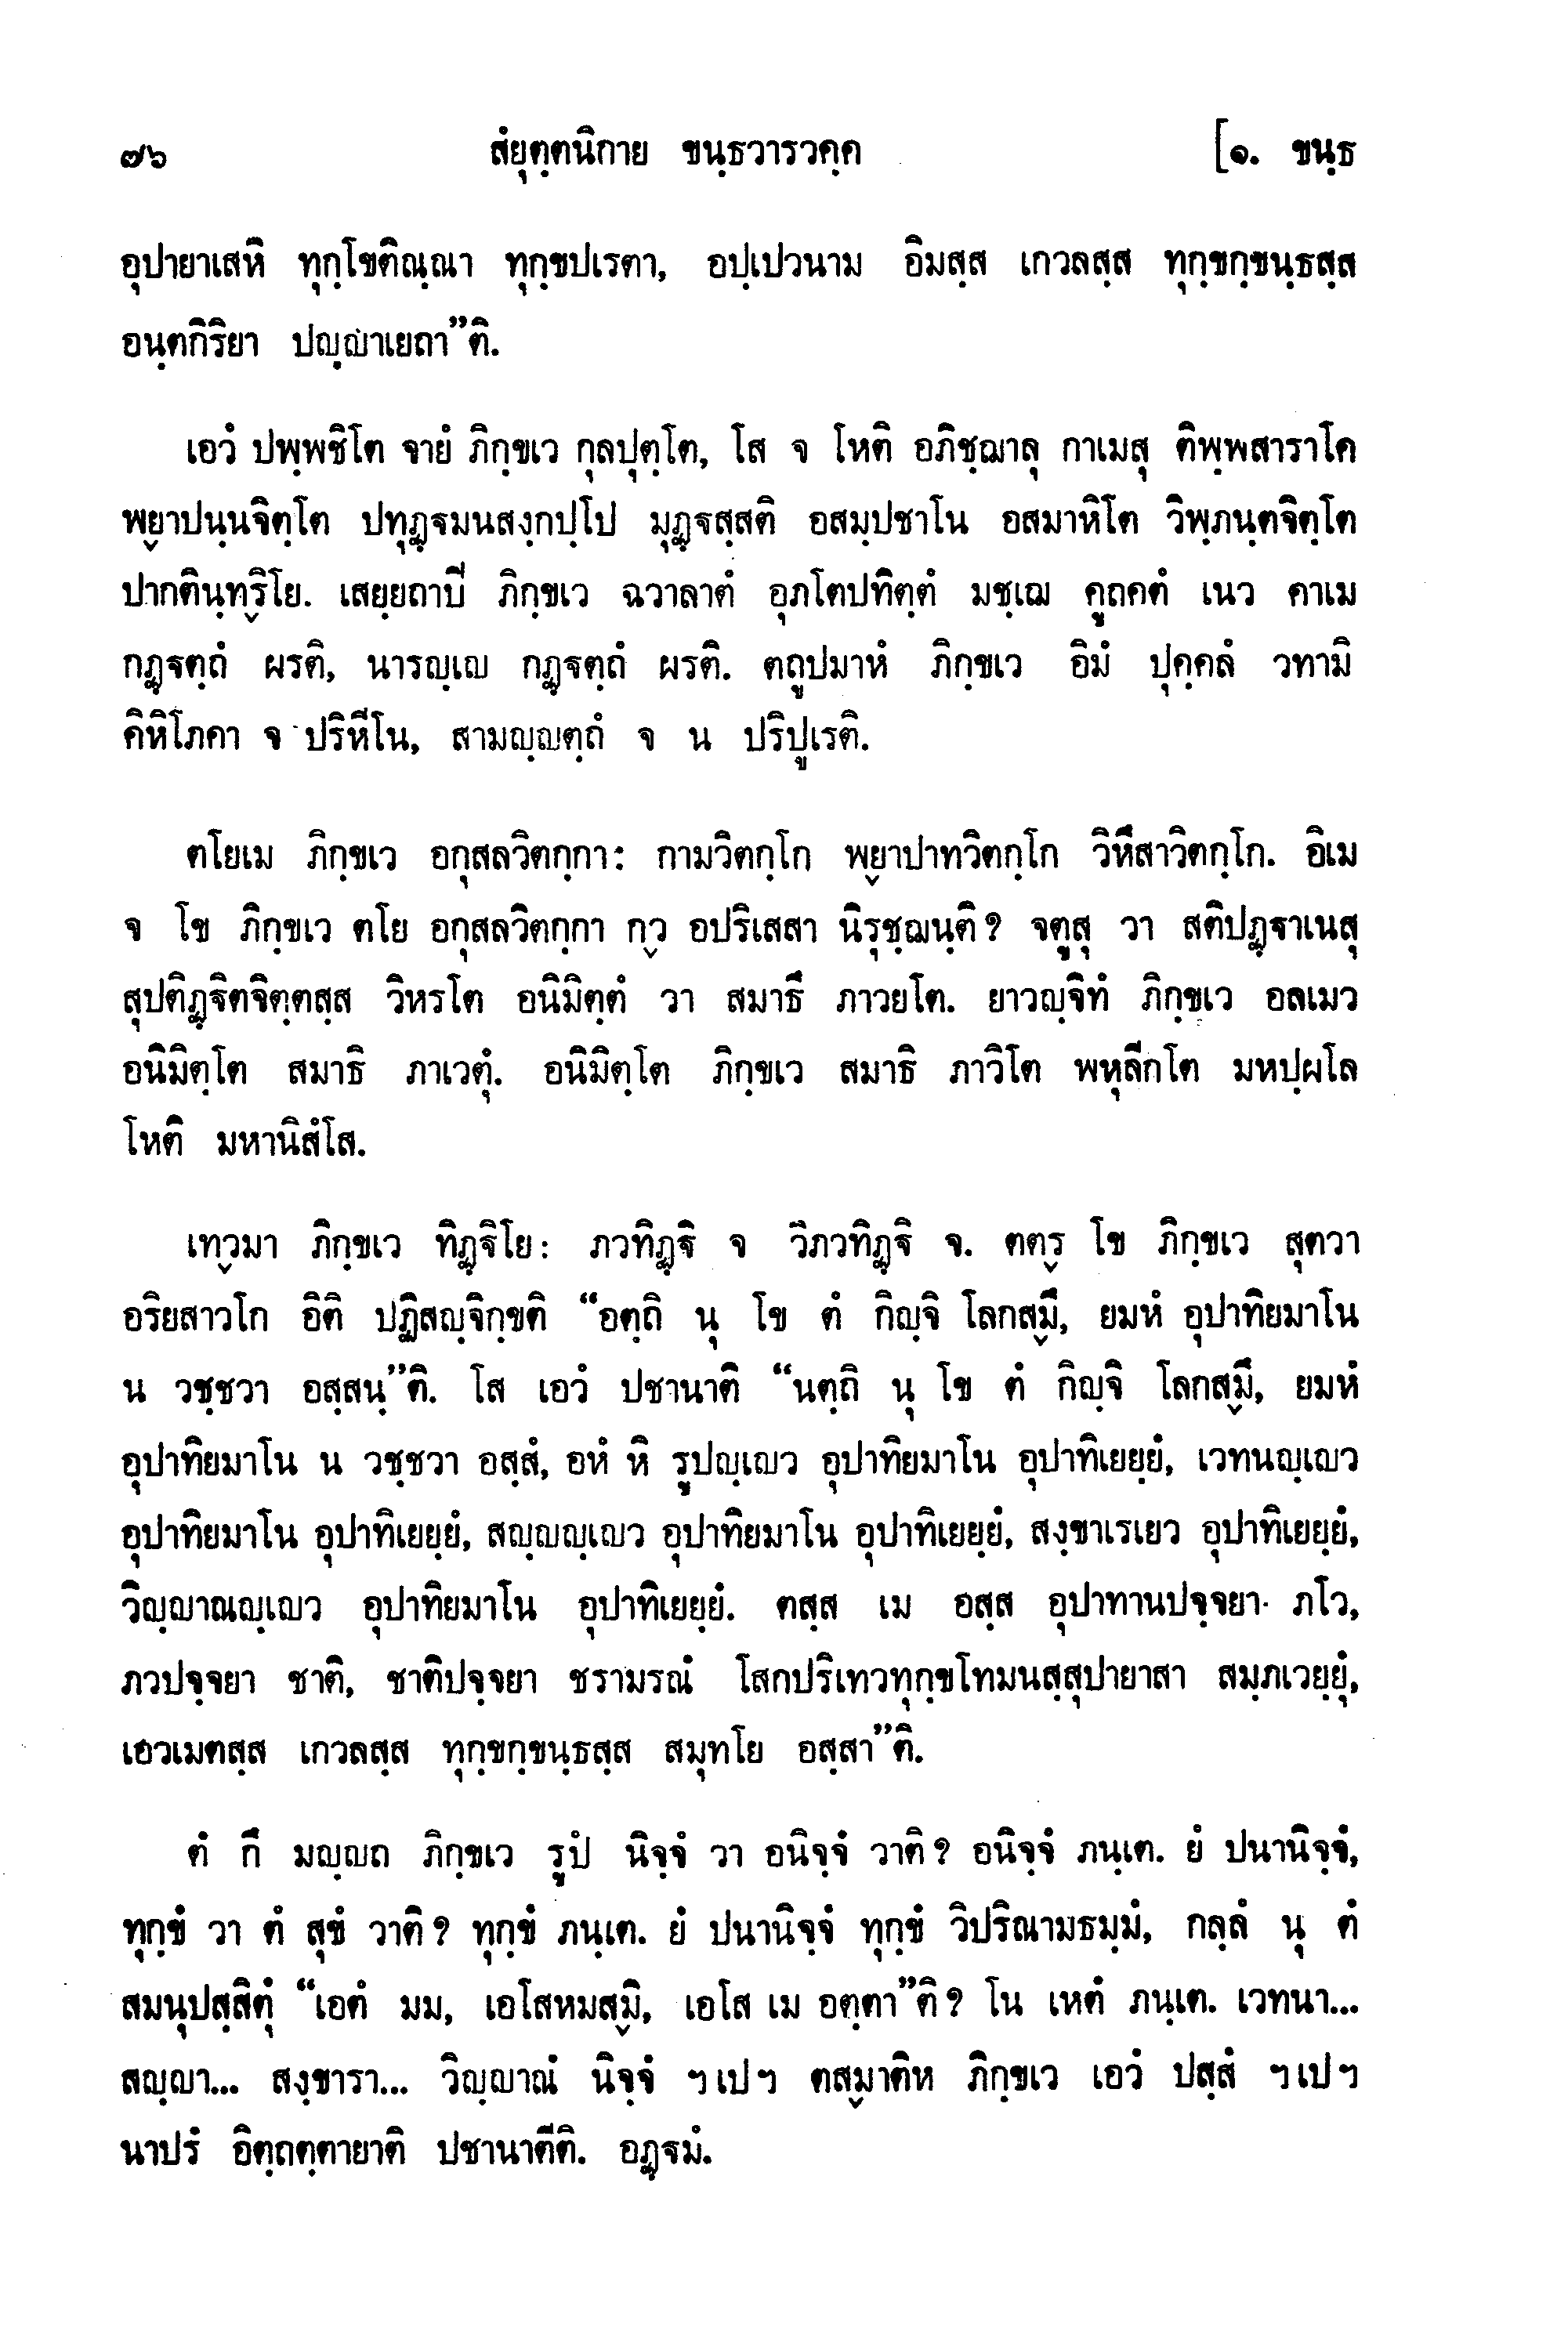 ๗๖ สํยุตฺตนิกาย ขนฺธวารวคฺค [๑. ขนฺธ
อุปายาเสหิ ทุกฺโขติณฺณา ทุกฺขปเรตา, อปฺเปวนาม อิมสฺส เกวลสฺส ทุกฺขกฺขนฺธสฺส
อนฺตกิริยา ปญฺญาเยถา”ติ.
เอวํ ปพฺพชิโต จายํ ภิกฺขเว กุลปุตฺโต, โส จ โหติ อภิชฺฌาลุ กาเมสุ ติพฺพสาราโค
พฺยาปนฺนจิตฺโต ปทุฏฺฐมนสงฺกปฺโป มุฏฺฐสฺสติ อสมฺปชาโน อสมาหิโต วิพฺภนฺตจิตฺโต
ปากตินฺทฺริโย. เสยฺยถาปี ภิกฺขเว ฉวาลาตํ อุภโตปทิตฺตํ มชฺเฌ คูถคตํ เนว คาเม
กฏฺฐตฺถํ ผรติ, นารญฺเญ กฏฺฐตฺถํ ผรติ. ตถูปมาหํ ภิกฺขเว อิมํ ปุคฺคลํ วทามิ
คิหิโภคา จ ปริหีโน, สามญฺญตฺถํ จ น ปริปูเรติ.
ตโยเม ภิกฺขเว อกุสลวิตกฺกา: กามวิตกฺโก พฺยาปาทวิตกฺโก วิหึสาวิตกฺโก. อิเม
จ โข ภิกฺขเว ตโย อกุสลวิตกฺกา กฺว อปริเสสา นิรุชฺฌนฺติ? จตูสุ วา สติปฏฺฐาเนสุ
สุปติฏฺฐิตจิตฺตสฺส วิหรโต อนิมิตฺตํ วา สมาธึ ภาวยโต. ยาวญฺจิทํ ภิกฺขเว อลเมว
อนิมิตฺโต สมาธิ ภาเวตุํ. อนิมิตฺโต ภิกฺขเว สมาธิ ภาวิโต พหุลีกโต มหปฺผโล
โหติ มหานิสํโส.
เทฺวมา ภิกฺขเว ทิฏฺฐิโย: ภวทิฏฺฐิ จ วิภวทิฏฺฐิ จ. ตตฺร โข ภิกฺขเว สุตวา
อริยสาวโก อิติ ปฏิสญฺจิกฺขติ “อตฺถิ นุ โข ตํ กิญฺจิ โลกสฺมึ, ยมหํ อุปาทิยมาโน
น วชฺชวา อสฺสนฺ”ติ. โส เอวํ ปชานาติ “นตฺถิ นุ โข ตํ กิญฺจิ โลกสฺมึ, ยมหํ
อุปาทิยมาโน น วชฺชวา อสฺสํ, อหํ หิ รูปญฺเญว อุปาทิยมาโน อุปาทิเยยฺยํ, เวทนญฺเญว
อุปาทิยมาโน อุปาทิเยยฺยํ, สญฺญญฺเญว อุปาทิยมาโน อุปาทิเยยฺยํ, สงฺขาเรเยว อุปาทิเยยฺยํ,
วิญฺญาณญฺเญว อุปาทิยมาโน อุปาทิเยยฺยํ. ตสฺส เม อสฺส อุปาทานปจฺจยา ภโว,
ภวปจฺจยา ชาติ, ชาติปจฺจยา ชรามรณํ โสกปริเทวทุกฺขโทมนสฺสุปายาสา สมฺภเวยฺยุํ,
เอวเมตสฺส เกวลสฺส ทุกฺขกฺขนฺธสฺส สมุทโย อสฺสา”ติ.
ตํ กึ มญฺญถ ภิกฺขเว รูปํ นิจฺจํ วา อนิจฺจํ วาติ? อนิจฺจํ ภนฺเต. ยํ ปนานิจฺจํ,
ทุกฺขํ วา ตํ สุขํ วาติ? ทุกฺขํ ภนฺเต. ยํ ปนานิจฺจํ ทุกฺขํ วิปริณามธมฺมํ, กลฺลํ นุ ตํ
สมนุปสฺสิตุํ “เอตํ มม, เอโสหมสฺมิ, เอโส เม อตฺตา”ติ? โน เหตํ ภนฺเต. เวทนา...
สญฺญา... สงฺขารา... วิญฺญาณํ นิจฺจํ ฯเปฯ ตสฺมาติห ภิกฺขเว เอวํ ปสฺสํ ฯเปฯ
นาปรํ อิตฺถตฺตายาติ ปชานาตีติ. อฏฺฐมํ.